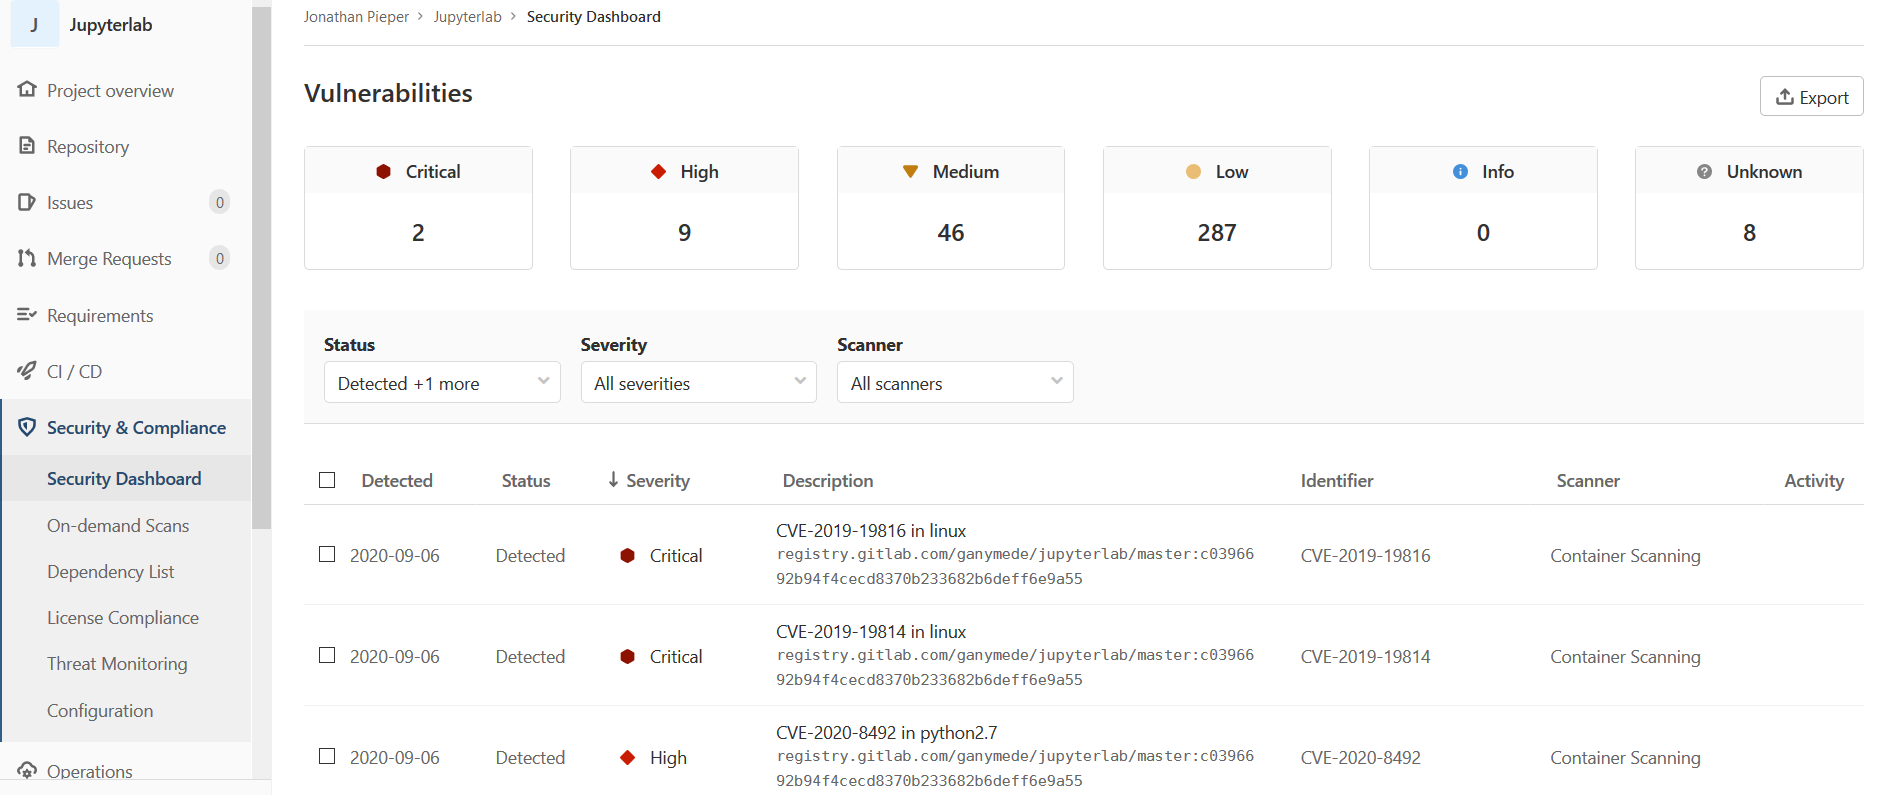 J Jupyterlab
Project overview
Repository
Issues 0
Merge Requests 0
Requirements
CI / CD
Security & Compliance
Security Dashboard
On-demand Scans
Dependency List
License Compliance
Threat Monitoring
Configuration
Operations
Jonathan Pieper > Jupyterlab > Security Dashboard
Vulnerabilities
Export
Critical
2
High
9
Medium
46
Low
287
Info
0
Unknown
8
Status
Detected +1 more
Severity
All severities
Scanner
All scanners
Detected Status Severity Description Identifier Scanner Activity
2020-09-06 Detected Critical CVE-2019-19816 in linux
registry.gitlab.com/ganymede/jupyterlab/master:c03966
92b94f4cecd8370b233682b6deff6e9a55
CVE-2019-19816 Container Scanning
2020-09-06 Detected Critical CVE-2019-19814 in linux
registry.gitlab.com/ganymede/jupyterlab/master:c03966
92b94f4cecd8370b233682b6deff6e9a55
CVE-2019-19814 Container Scanning
2020-09-06 Detected High CVE-2020-8492 in python2.7
registry.gitlab.com/ganymede/jupyterlab/master:c03966
92b94f4cecd8370b233682b6deff6e9a55
CVE-2020-8492 Container Scanning